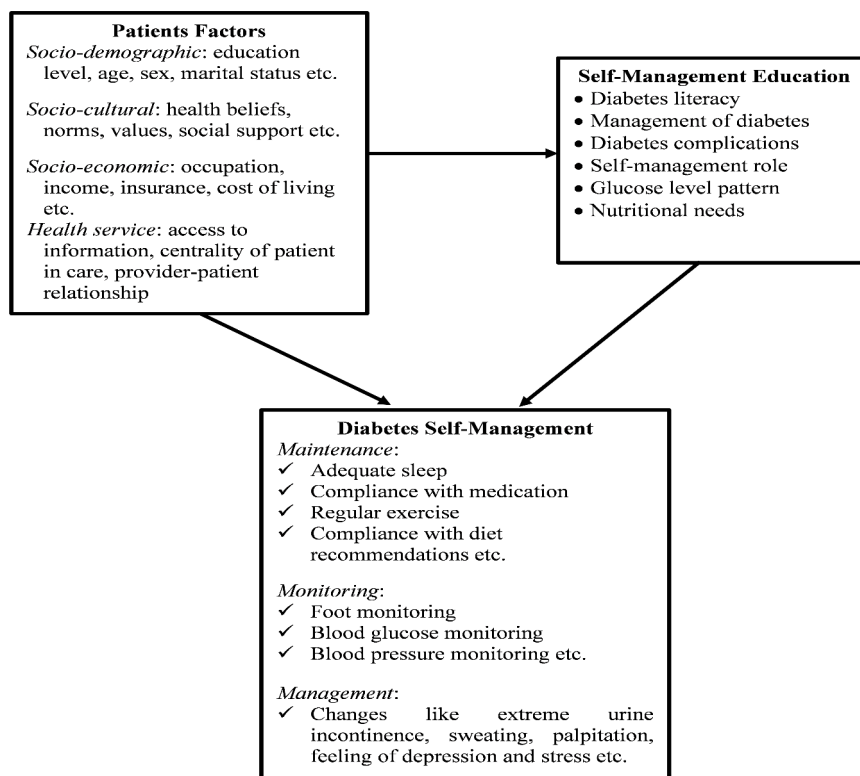 Patients Factors
Socio-demographic: education
level, age, sex, marital status etc.
Socio-cultural: health beliefs,
norms, values, social support etc.
Socio-economic: occupation,
income, insurance, cost of living
etc.
Health service: access to
information, centrality of patient
in care, provider-patient
relationship
Self-Management Education
• Diabetes literacy
• Management of diabetes
• Diabetes complications
• Self-management role
• Glucose level pattern
• Nutritional needs
Diabetes Self-Management
Maintenance:
✓ Adequate sleep
✓ Compliance with medication
✓ Regular exercise
✓ Compliance with diet
recommendations etc.
Monitoring:
✓ Foot monitoring
✓ Blood glucose monitoring
✓ Blood pressure monitoring etc.
Management:
✓ Changes like extreme urine
incontinence, sweating, palpitation,
feeling of depression and stress etc.